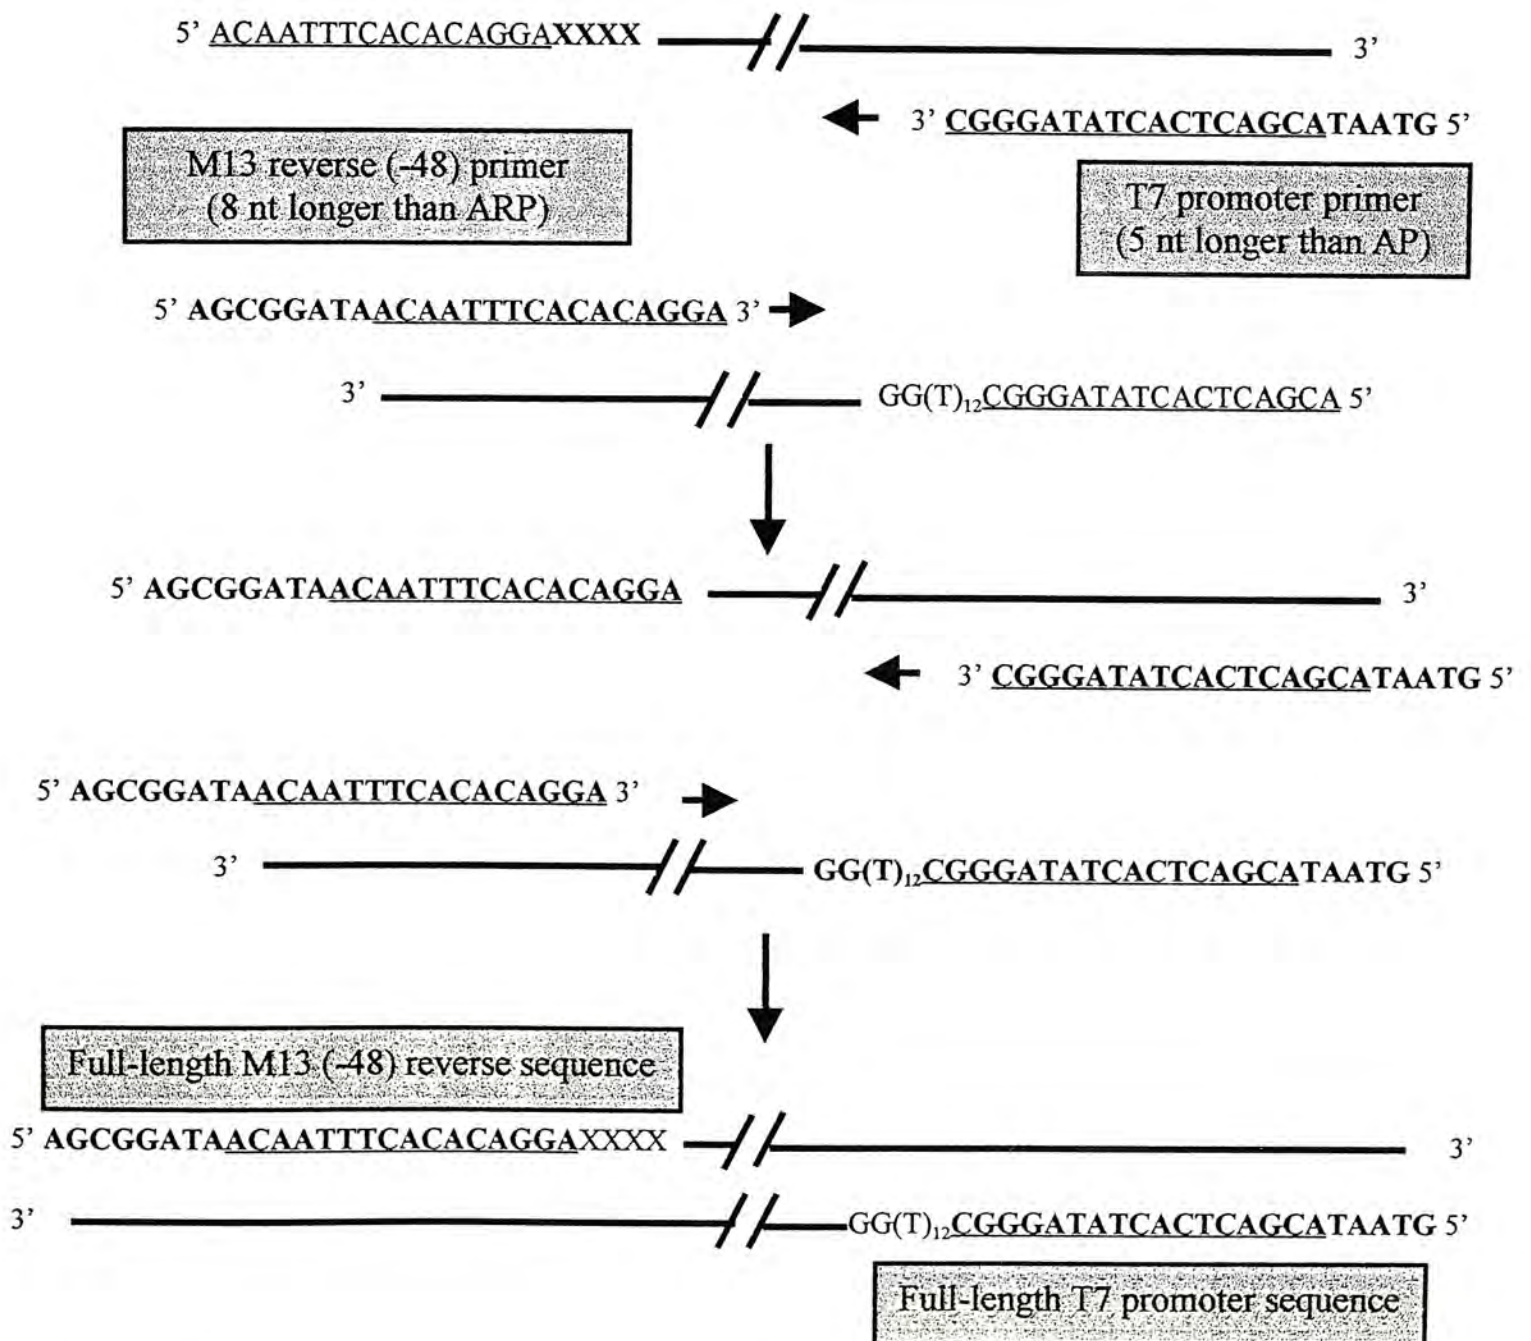 5' ACAATTTCACACAGGAXXXX 3'
3' CGGGATATCACTCAGCATAATG 5'
M13 reverse (-48) primer
(8 nt longer than ARP)
T7 promoter primer
(5 nt longer than AP)
5' AGCGGATAACAATTTCACACAGGA 3'
3' GG(T)12CGGGATATCACTCAGCA 5'
5' AGCGGATAACAATTTCACACAGGA 3'
3' CGGGATATCACTCAGCATAATG 5'
5' AGCGGATAACAATTTCACACAGGA 3'
3' GG(T)12CGGGATATCACTCAGCATAATG 5'
Full-length M13 (-48) reverse sequence
5' AGCGGATAACAATTTCACACAGGAXXXX 3'
3' GG(T)12CGGGATATCACTCAGCATAATG 5'
Full-length T7 promoter sequence